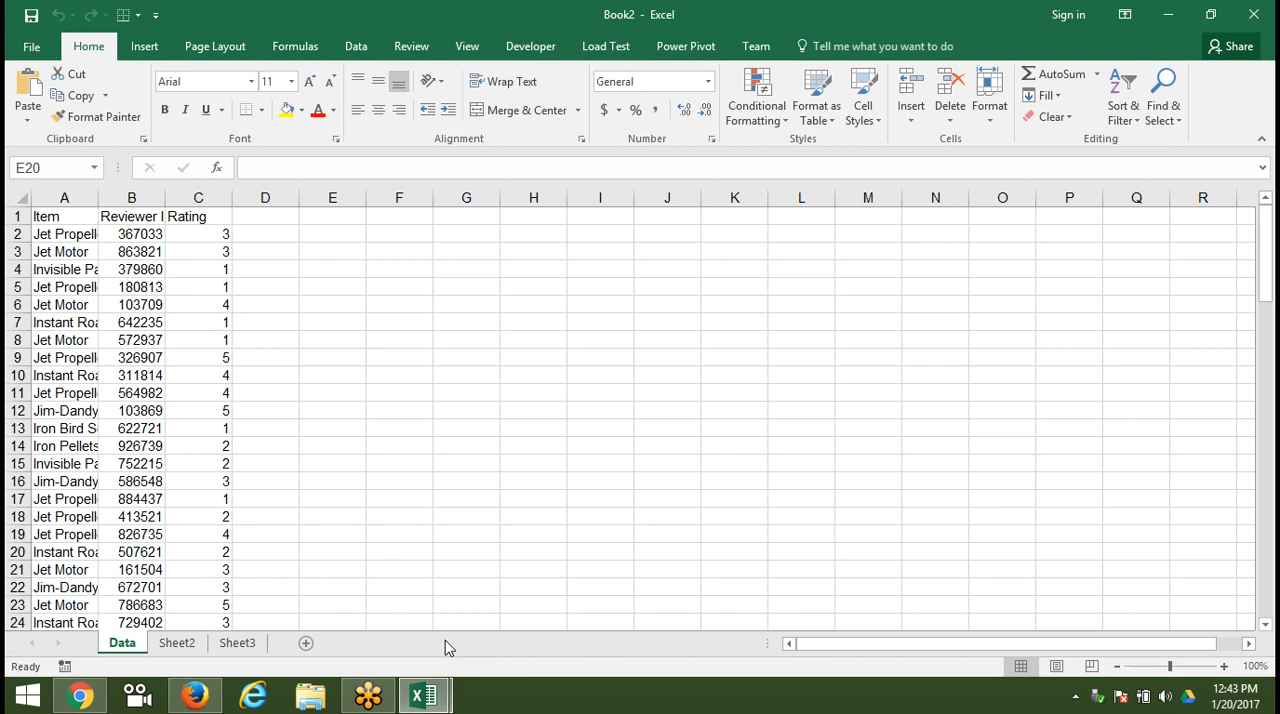 Book2 - Excel
Sign in
File Home Insert Page Layout Formulas Data Review View Developer Load Test Power Pivot Team Tell me what you want to do Share
Paste Cut Copy Format Painter Clipboard
Arial 11 B I U A Font
Wrap Text Merge & Center Alignment
General $ % , Number
Conditional Formatting Format as Table Cell Styles Styles
Insert Delete Format Cells
AutoSum Fill Clear Sort & Filter Find & Select Editing
E20 fx
A B C D E F G H I J K L M N O P Q R
1 Item Reviewer I Rating
2 Jet Propell 367033 3
3 Jet Motor 863821 3
4 Invisible Pa 379860 1
5 Jet Propell 180813 1
6 Jet Motor 103709 4
7 Instant Roa 642235 1
8 Jet Motor 572937 1
9 Jet Propell 326907 5
10 Instant Roa 311814 4
11 Jet Propell 564982 4
12 Jim-Dandy 103869 5
13 Iron Bird S 622721 1
14 Iron Pellets 926739 2
15 Invisible Pa 752215 2
16 Jim-Dandy 586548 3
17 Jet Propell 884437 1
18 Jet Propell 413521 2
19 Jet Propell 826735 4
20 Instant Roa 507621 2
21 Jet Motor 161504 3
22 Jim-Dandy 672701 3
23 Jet Motor 786683 5
24 Instant Roa 729402 3
Data Sheet2 Sheet3
Ready 100%
12:43 PM
1/20/2017